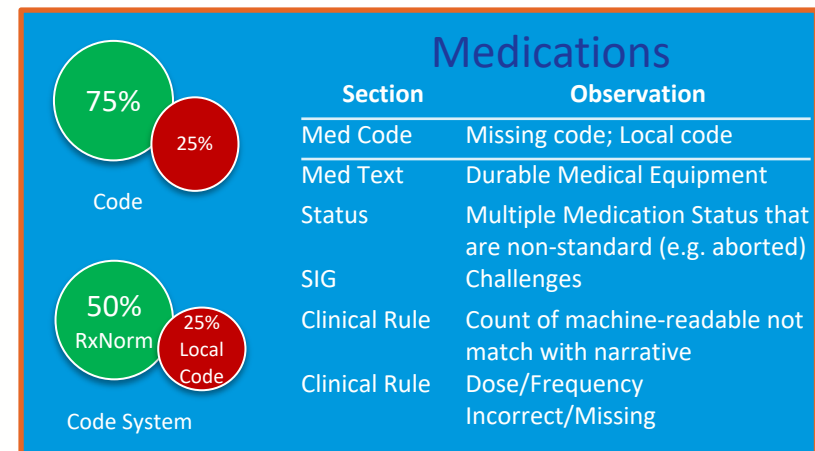 Medications
75%
25%
Code
50%
RxNorm
25%
Local
Code
Code System
Section Observation
Med Code Missing code; Local code
Med Text Durable Medical Equipment
Status Multiple Medication Status that
are non-standard (e.g. aborted)
SIG Challenges
Clinical Rule Count of machine-readable not
match with narrative
Clinical Rule Dose/Frequency
Incorrect/Missing